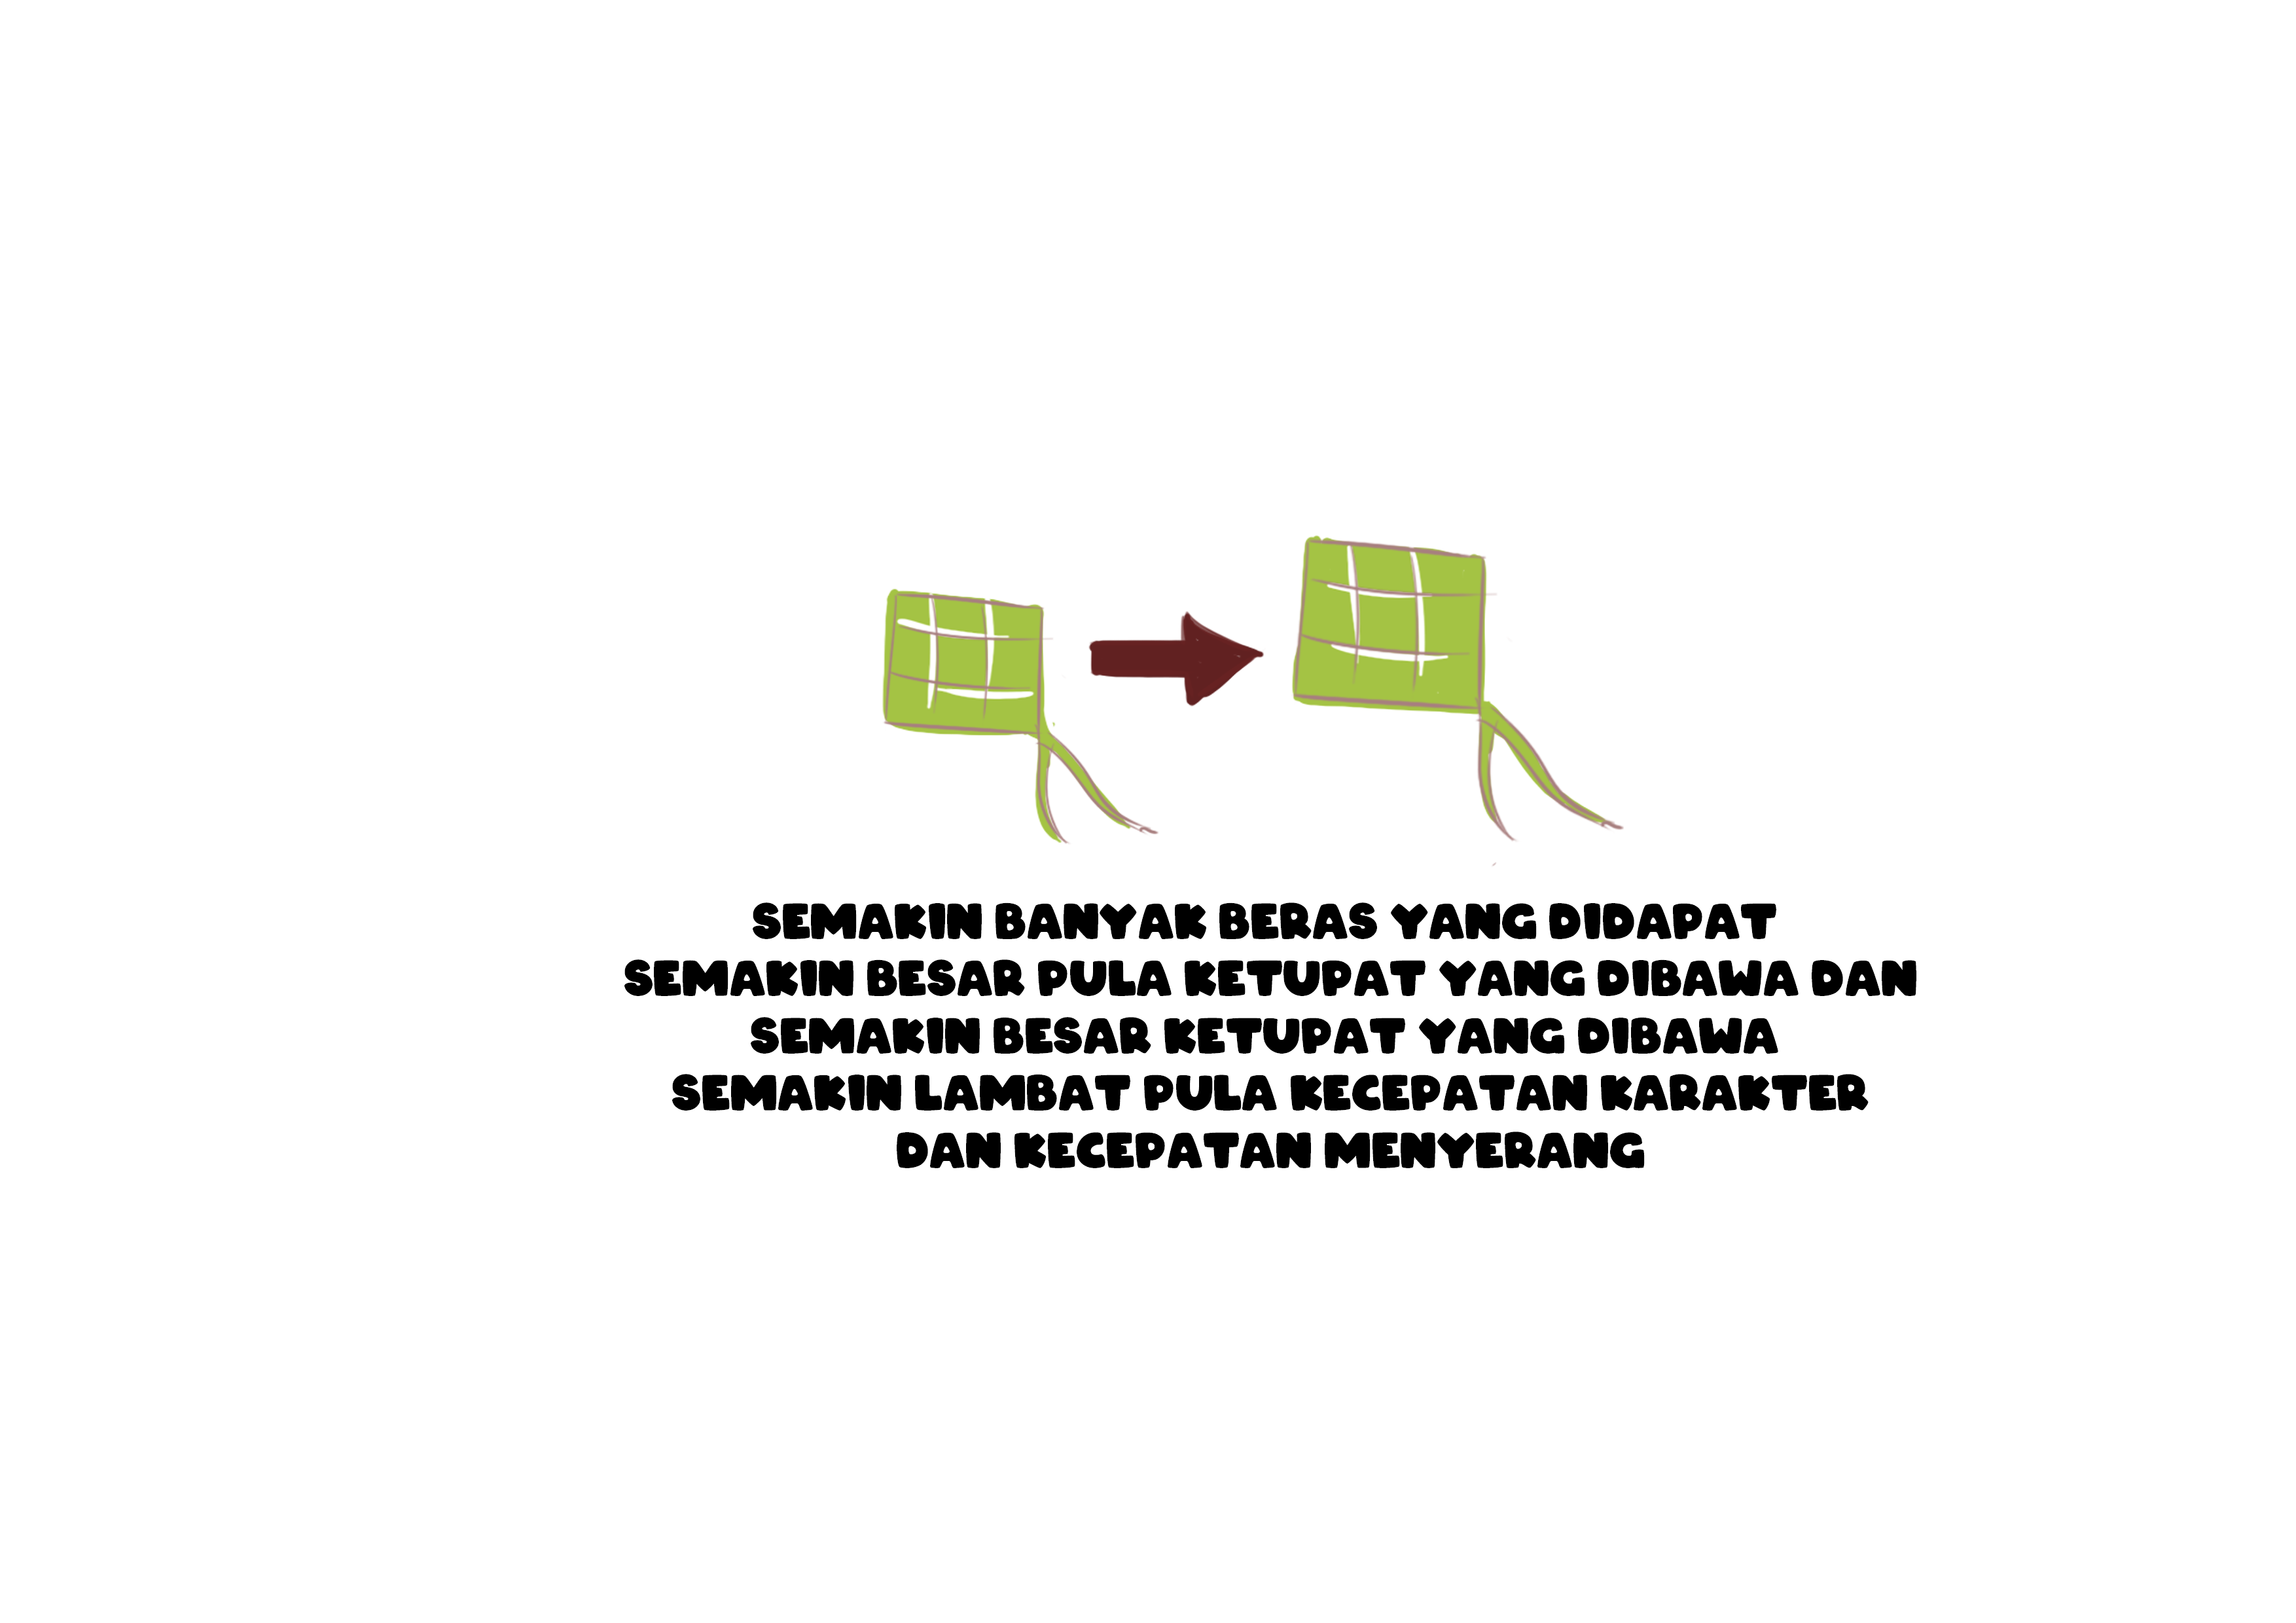 SEMAKIN BANYAK BERAS YANG DIDAPAT
SEMAKIN BESAR PULA KETUPAT YANG DIBAWA DAN
SEMAKIN BESAR KETUPAT YANG DIBAWA
SEMAKIN LAMBAT PULA KECEPATAN KARAKTER
DAN KECEPATAN MENYERANG